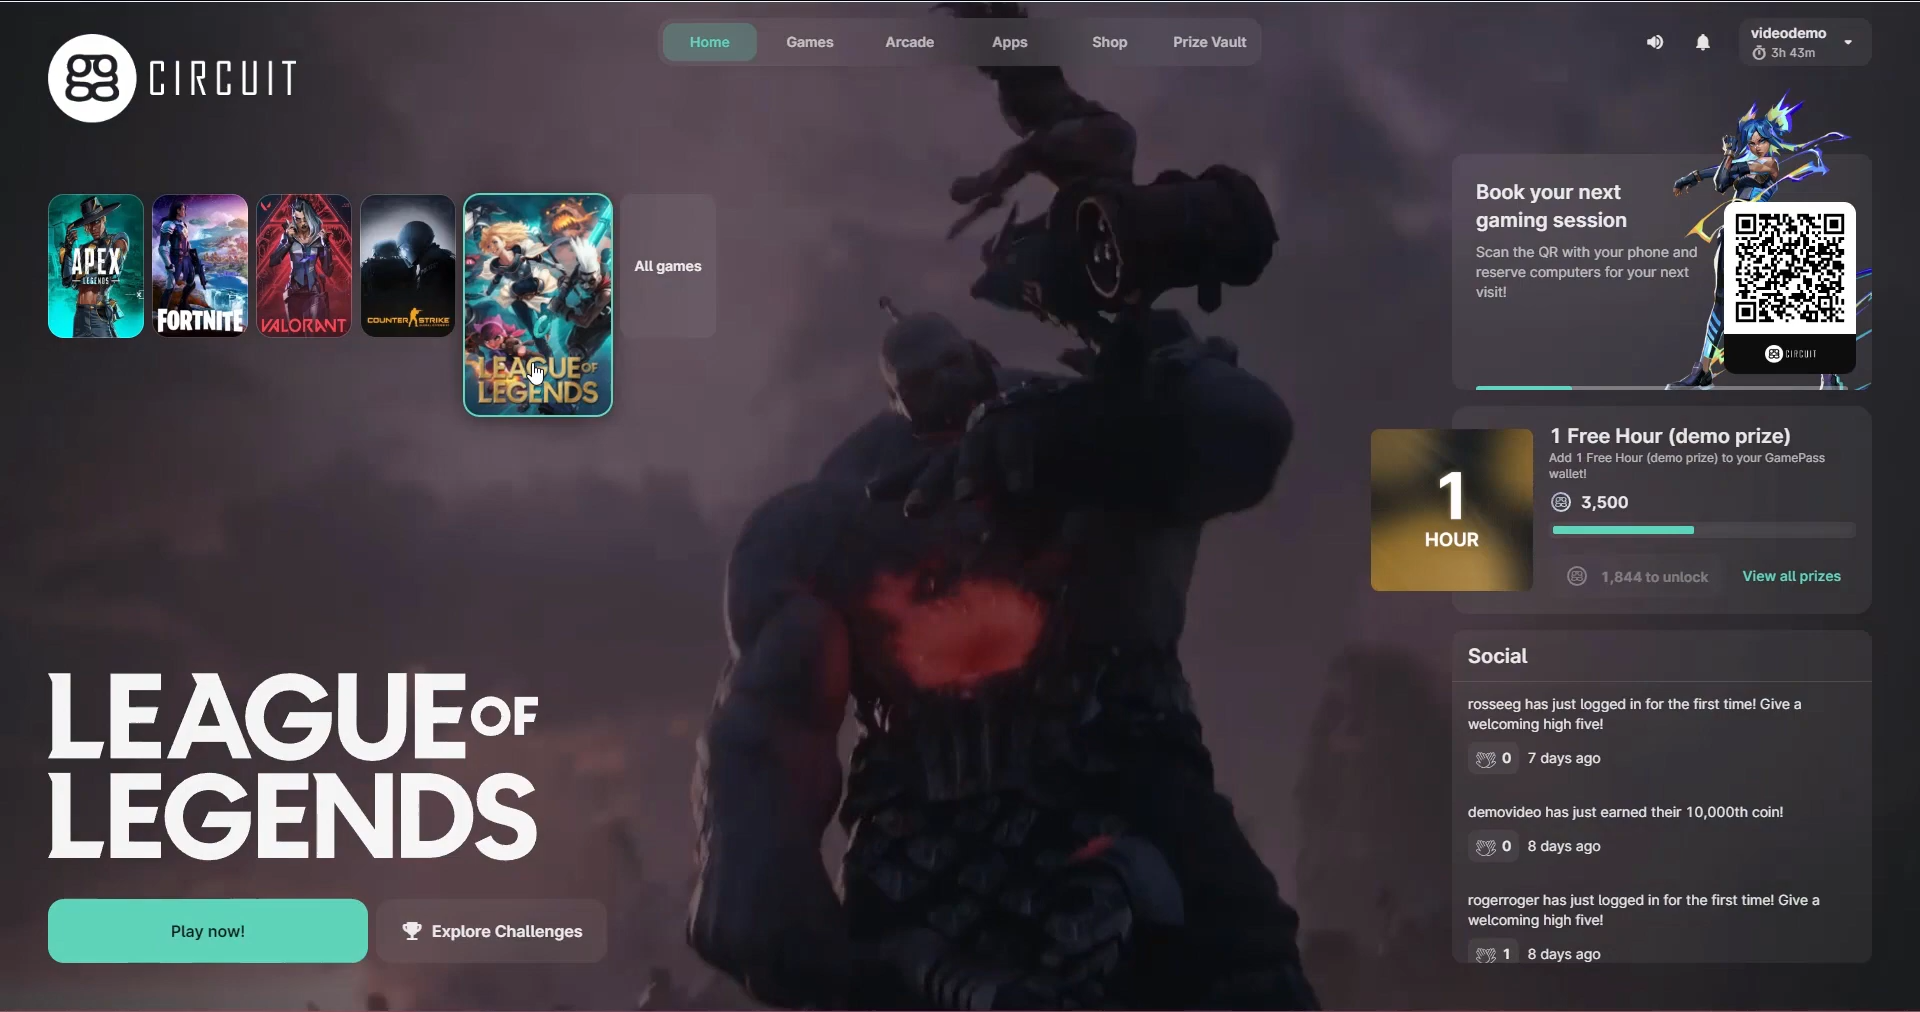 CIRCUIT
Home
Games
Arcade
Apps
Shop
Prize Vault
videodemo
3h 43m
APEX
LEGENDS
FORTNITE
VALORANT
COUNTER STRIKE
LEAGUE OF
LEGENDS
All games
Book your next
gaming session
Scan the QR with your phone and
reserve computers for your next
visit!
CIRCUIT
1
HOUR
1 Free Hour (demo prize)
Add 1 Free Hour (demo prize) to your GamePass
wallet!
3,500
1,844 to unlock
View all prizes
Social
rosseeg has just logged in for the first time! Give a
welcoming high five!
0 7 days ago
demovideo has just earned their 10,000th coin!
0 8 days ago
rogerroger has just logged in for the first time! Give a
welcoming high five!
1 8 days ago
LEAGUE OF
LEGENDS
Play now!
Explore Challenges